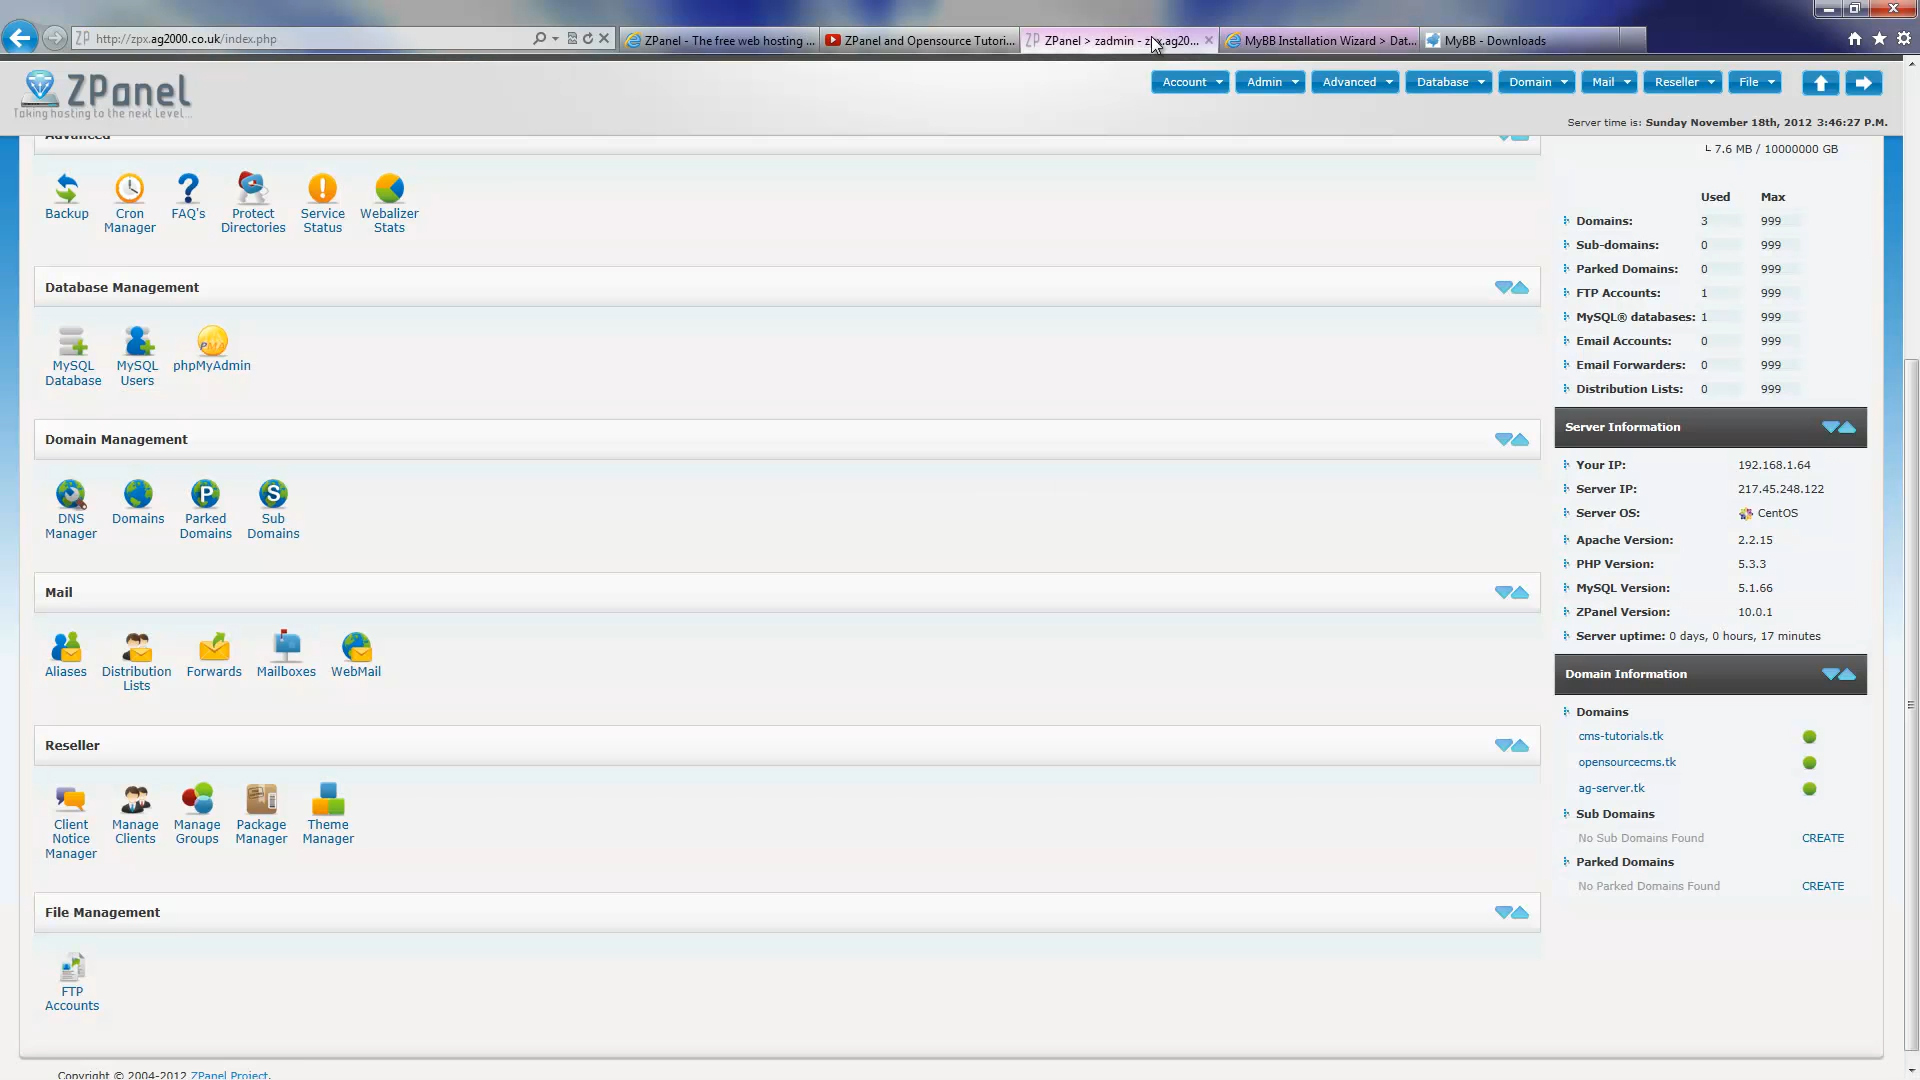 http://zpx.ag2000.co.uk/index.php
ZPanel - The free web hosting ...
ZPanel and Opensource Tutori...
ZPanel > zadmin - zpx.ag20...
MyBB Installation Wizard > Dat...
MyBB - Downloads
ZPanel
Taking hosting to the next level...
Account
Admin
Advanced
Database
Domain
Mail
Reseller
File
Server time is: Sunday November 18th, 2012 3:46:27 P.M.
Advanced
Backup
Cron Manager
FAQ's
Protect Directories
Service Status
Webalizer Stats
Database Management
MySQL Database
MySQL Users
phpMyAdmin
Domain Management
DNS Manager
Domains
Parked Domains
Sub Domains
Mail
Aliases
Distribution Lists
Forwards
Mailboxes
WebMail
Reseller
Client Notice Manager
Manage Clients
Manage Groups
Package Manager
Theme Manager
File Management
FTP Accounts
7.6 MB / 10000000 GB
Used Max
Domains: 3 999
Sub-domains: 0 999
Parked Domains: 0 999
FTP Accounts: 1 999
MySQL® databases: 1 999
Email Accounts: 0 999
Email Forwarders: 0 999
Distribution Lists: 0 999
Server Information
Your IP: 192.168.1.64
Server IP: 217.45.248.122
Server OS: CentOS
Apache Version: 2.2.15
PHP Version: 5.3.3
MySQL Version: 5.1.66
ZPanel Version: 10.0.1
Server uptime: 0 days, 0 hours, 17 minutes
Domain Information
Domains
cms-tutorials.tk
opensourcecms.tk
ag-server.tk
Sub Domains
No Sub Domains Found CREATE
Parked Domains
No Parked Domains Found CREATE
Copyright © 2004-2012 ZPanel Project.